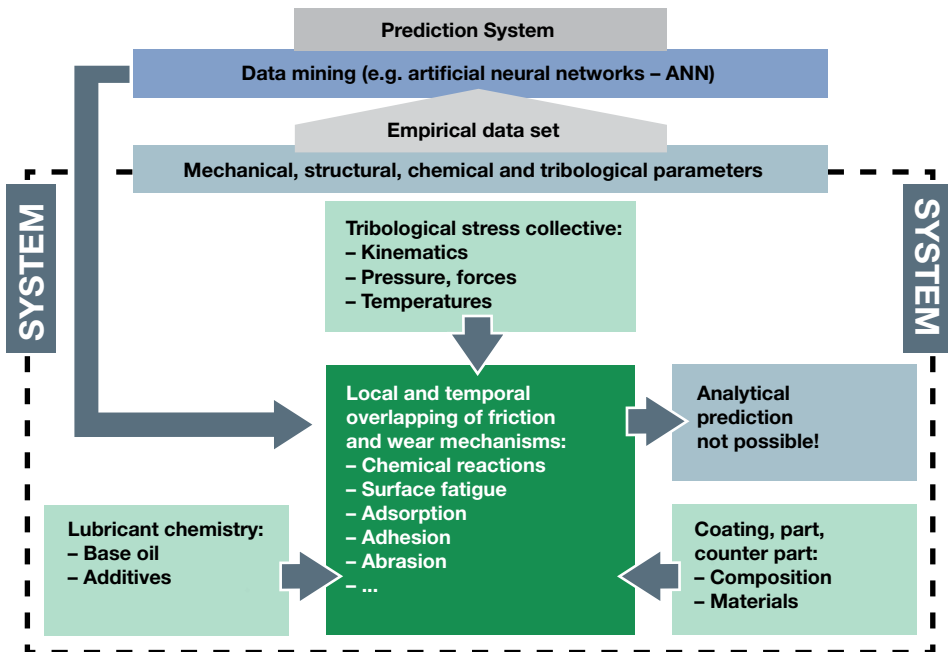 Prediction System
Data mining (e.g. artificial neural networks – ANN)
Empirical data set
Mechanical, structural, chemical and tribological parameters
SYSTEM
SYSTEM
Tribological stress collective:
– Kinematics
– Pressure, forces
– Temperatures
Local and temporal
overlapping of friction
and wear mechanisms:
– Chemical reactions
– Surface fatigue
– Adsorption
– Adhesion
– Abrasion
– ...
Analytical
prediction
not possible!
Lubricant chemistry:
– Base oil
– Additives
Coating, part,
counter part:
– Composition
– Materials